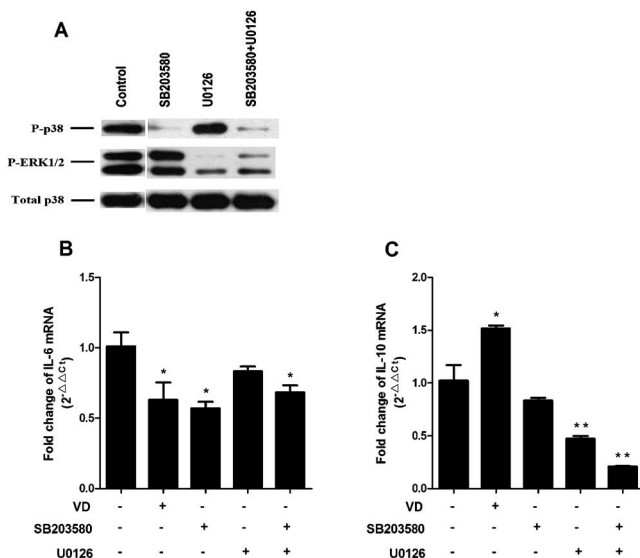 A
Control
SB203580
U0126
SB203580+U0126
P-p38
P-ERK1/2
Total p38
B
Fold change of IL-6 mRNA
(2-△△Ct)
1.5
1.0
0.5
0.0
* * *
VD - + - - -
SB203580 - - + - +
U0126 - - - + +
C
Fold change of IL-10 mRNA
(2-△△Ct)
2.0
1.5
1.0
0.5
0.0
* ** **
VD - + - - -
SB203580 - - + - +
U0126 - - - + +